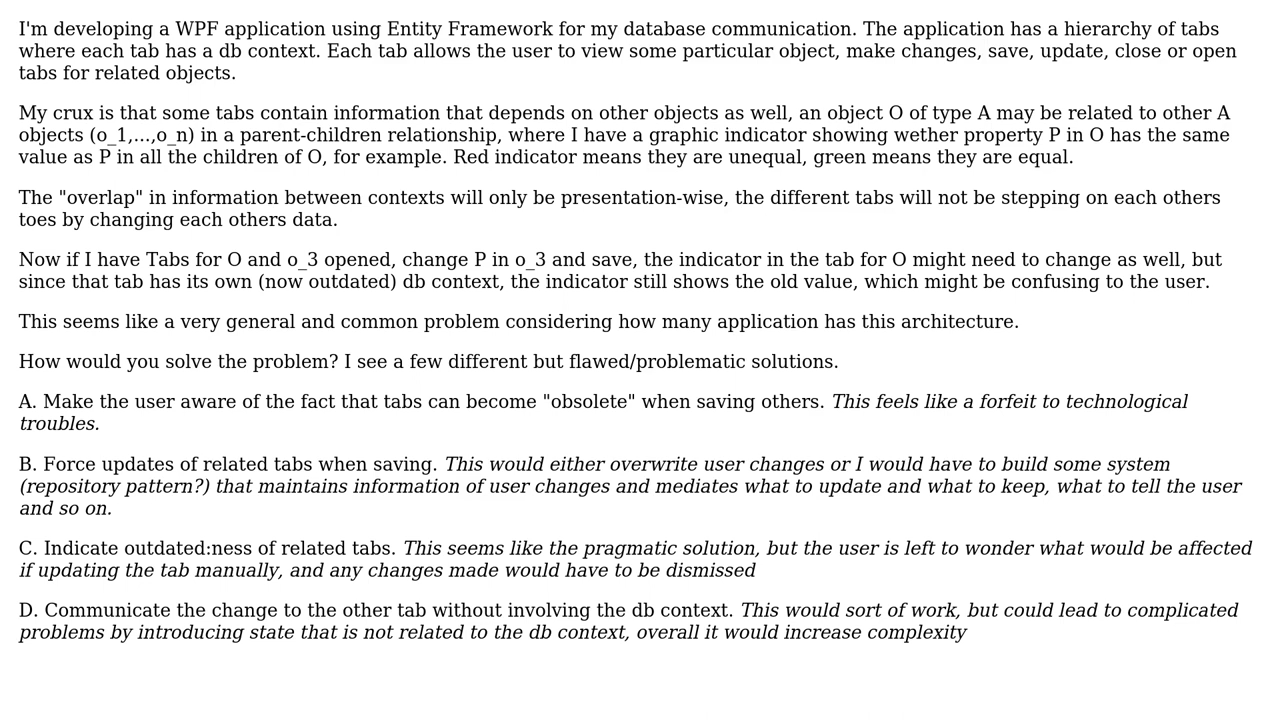 I'm developing a WPF application using Entity Framework for my database communication. The application has a hierarchy of tabs
where each tab has a db context. Each tab allows the user to view some particular object, make changes, save, update, close or open
tabs for related objects.
My crux is that some tabs contain information that depends on other objects as well, an object O of type A may be related to other A
objects (o_1,...,o_n) in a parent-children relationship, where I have a graphic indicator showing wether property P in O has the same
value as P in all the children of O, for example. Red indicator means they are unequal, green means they are equal.
The "overlap" in information between contexts will only be presentation-wise, the different tabs will not be stepping on each others
toes by changing each others data.
Now if I have Tabs for O and o_3 opened, change P in o_3 and save, the indicator in the tab for O might need to change as well, but
since that tab has its own (now outdated) db context, the indicator still shows the old value, which might be confusing to the user.
This seems like a very general and common problem considering how many application has this architecture.
How would you solve the problem? I see a few different but flawed/problematic solutions.
A. Make the user aware of the fact that tabs can become "obsolete" when saving others. This feels like a forfeit to technological
troubles.
B. Force updates of related tabs when saving. This would either overwrite user changes or I would have to build some system
(repository pattern?) that maintains information of user changes and mediates what to update and what to keep, what to tell the user
and so on.
C. Indicate outdated:ness of related tabs. This seems like the pragmatic solution, but the user is left to wonder what would be affected
if updating the tab manually, and any changes made would have to be dismissed
D. Communicate the change to the other tab without involving the db context. This would sort of work, but could lead to complicated
problems by introducing state that is not related to the db context, overall it would increase complexity